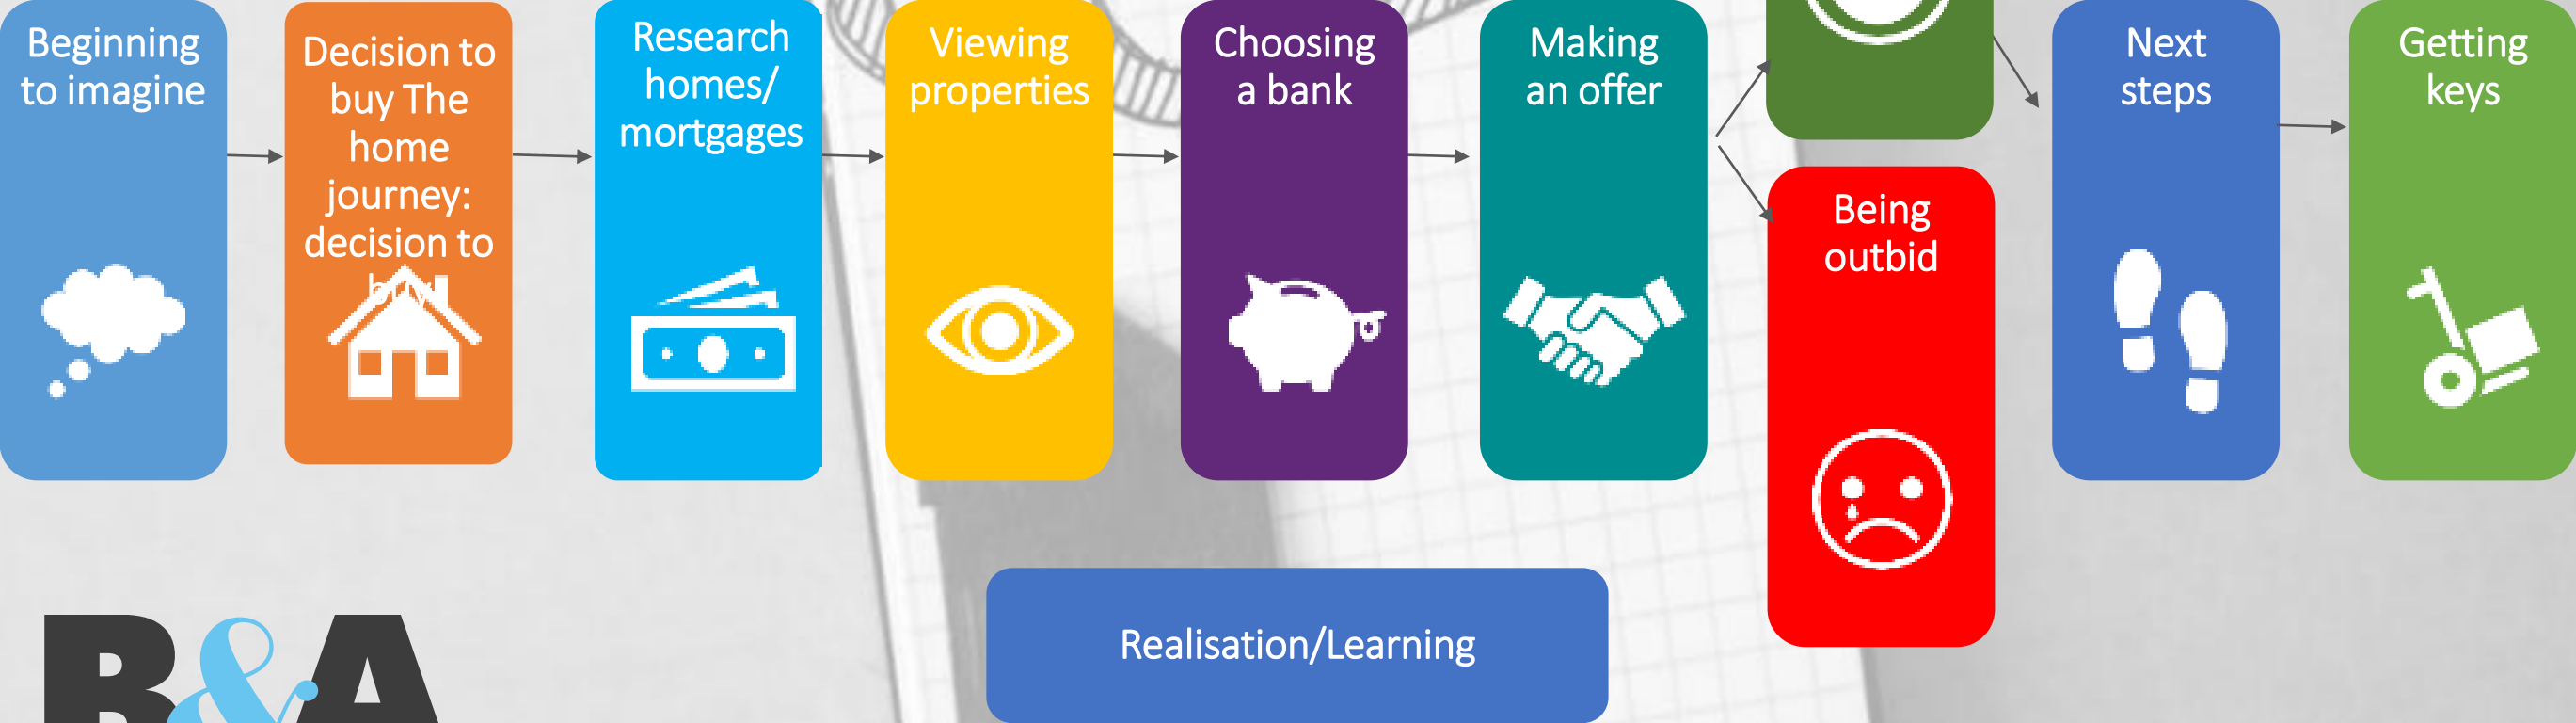 Beginning
to imagine
Decision to
buy The
home
journey:
decision to
buy
Research
homes/
mortgages
Viewing
properties
Choosing
a bank
Making
an offer
Being
outbid
Next
steps
Getting
keys
Realisation/Learning
B&A